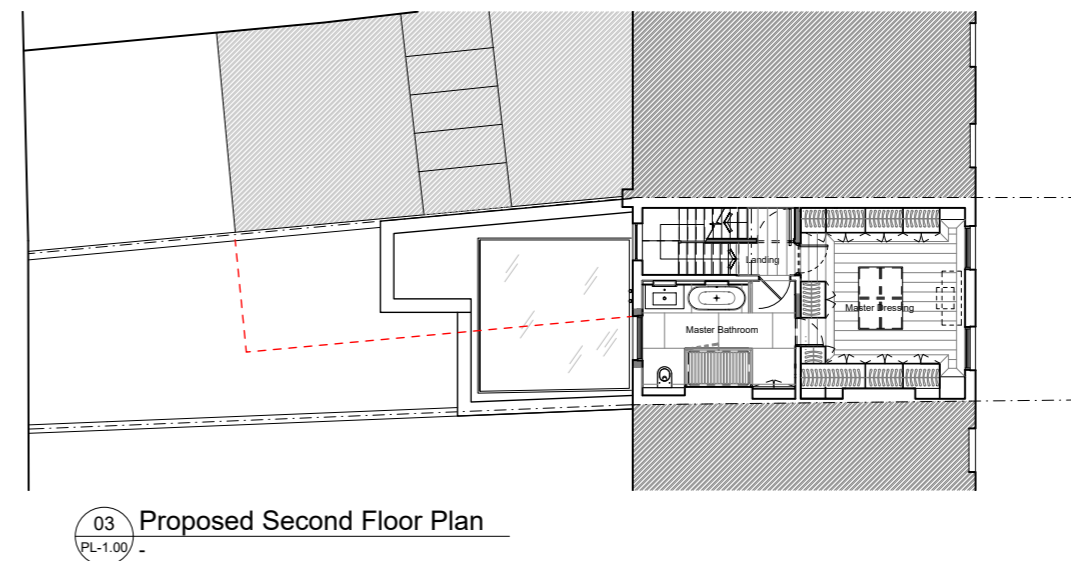 Landing
Master Dressing
Master Bathroom
03 Proposed Second Floor Plan
PL-1.00 -